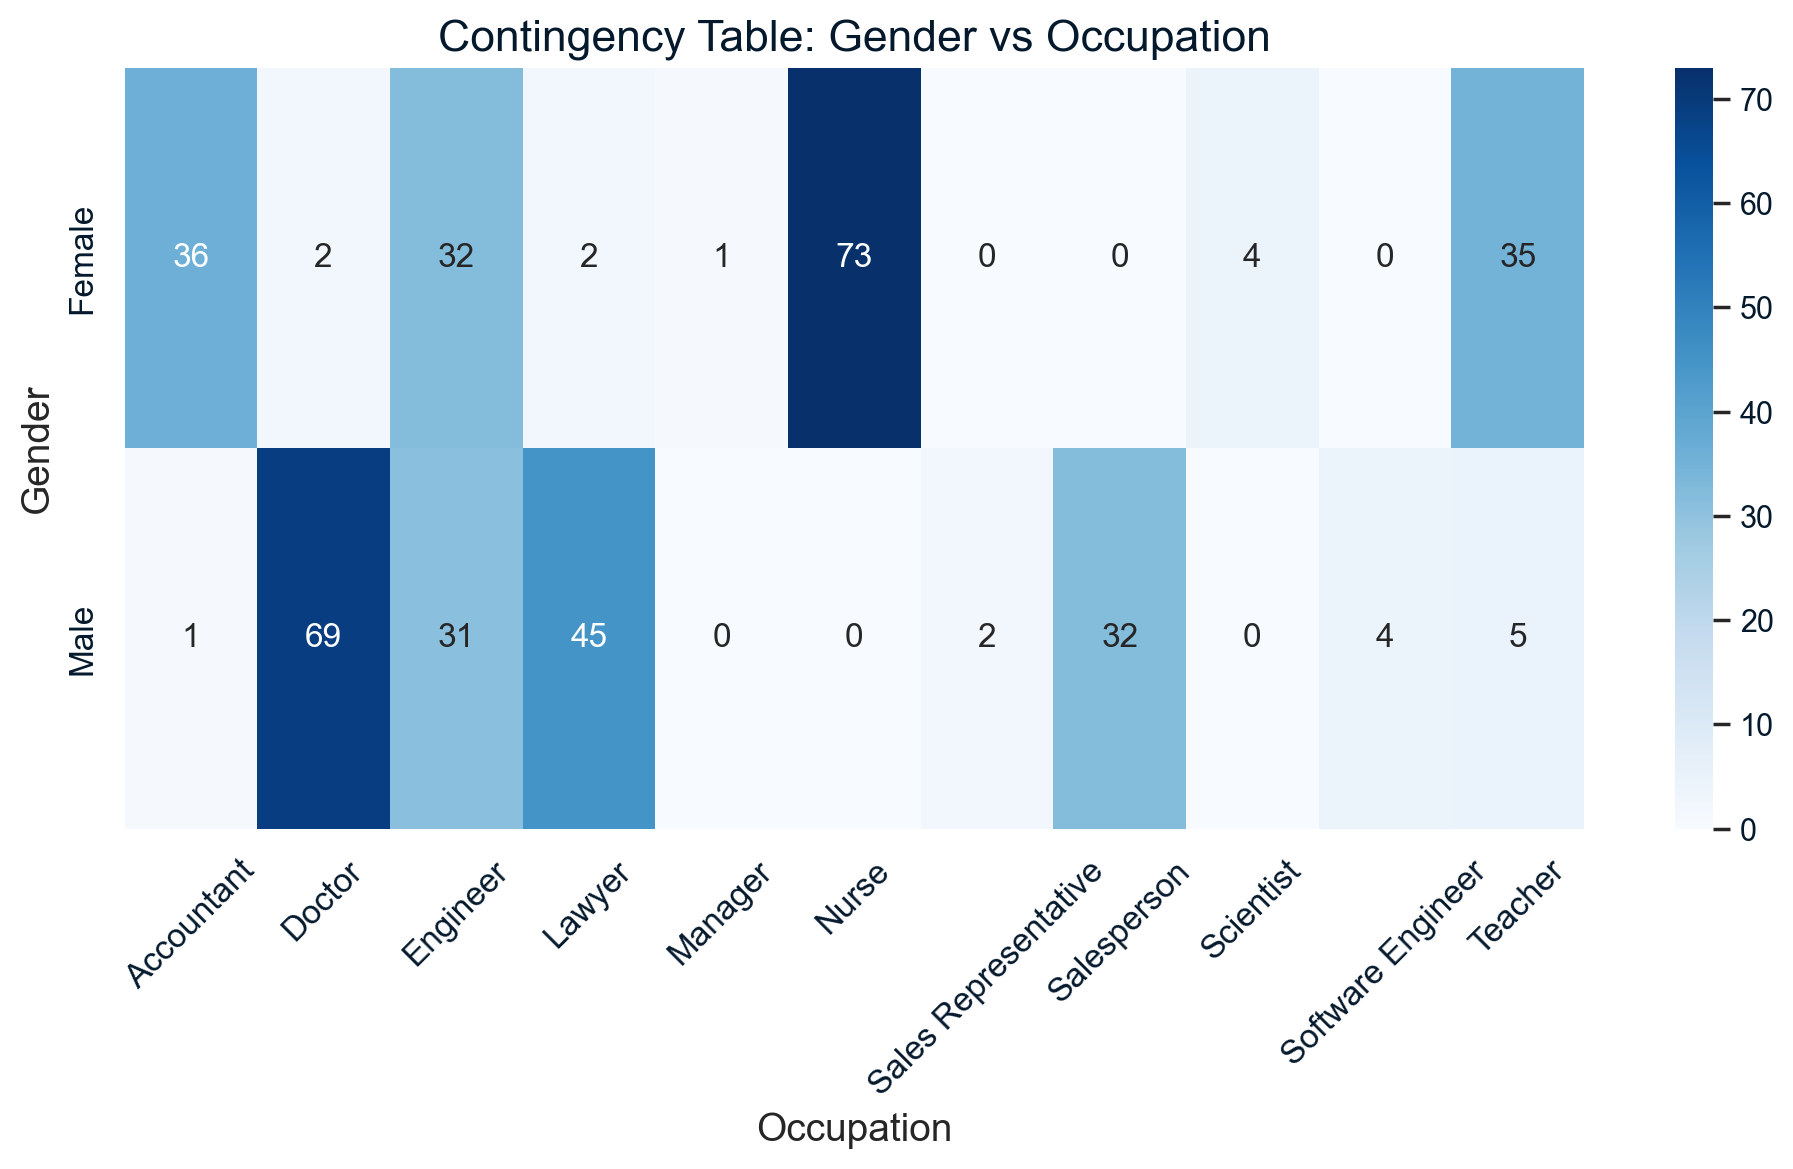 Contingency Table: Gender vs Occupation
Gender
Female
36 2 32 2 1 73 0 0 4 0 35
Male
1 69 31 45 0 0 2 32 0 4 5
Accountant
Doctor
Engineer
Lawyer
Manager
Nurse
Sales Representative
Salesperson
Scientist
Software Engineer
Teacher
Occupation
70
60
50
40
30
20
10
0